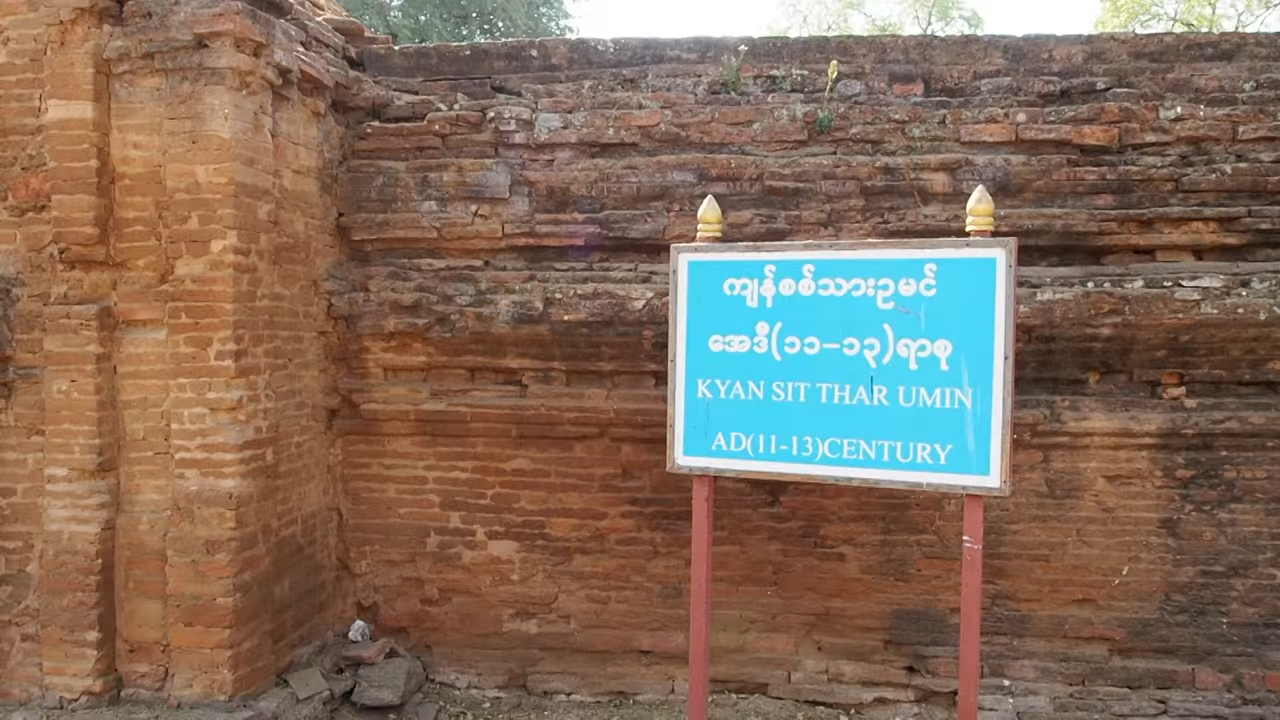 ကျန်စစ်သားဥမင်
အေဒီ(၁၁–၁၃)ရာစု
KYAN SIT THAR UMIN
AD(11-13)CENTURY